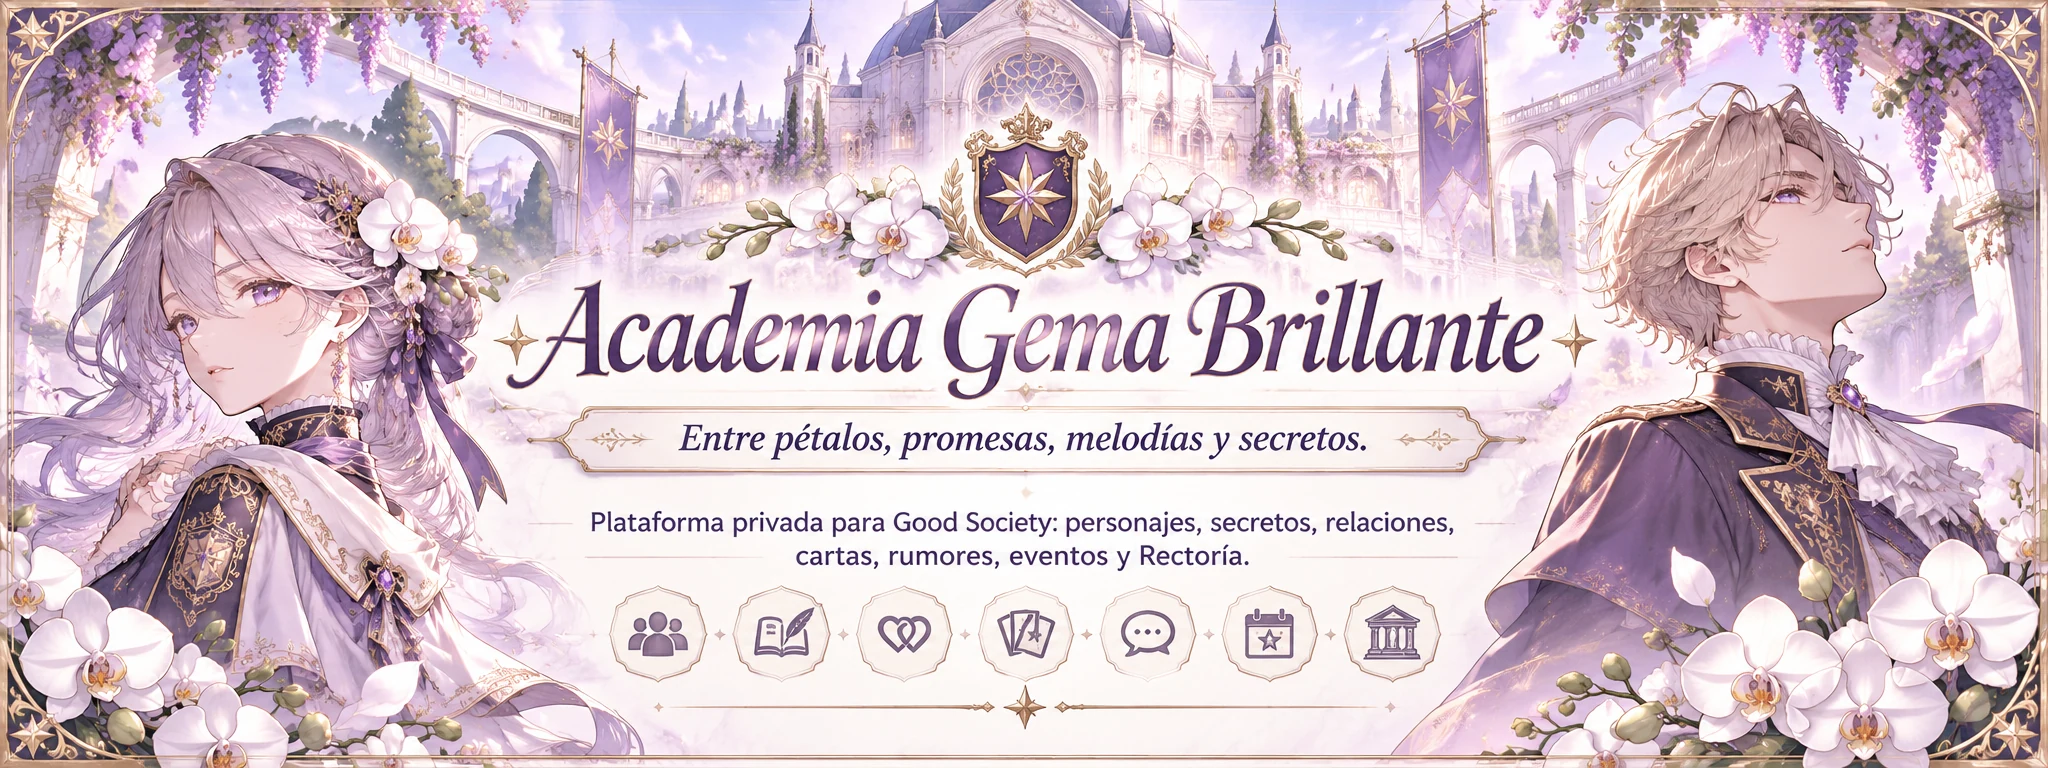 Academia Gema Brillante
Entre pétalos, promesas, melodías y secretos.
Plataforma privada para Good Society: personajes, secretos, relaciones,
cartas, rumores, eventos y Rectoría.